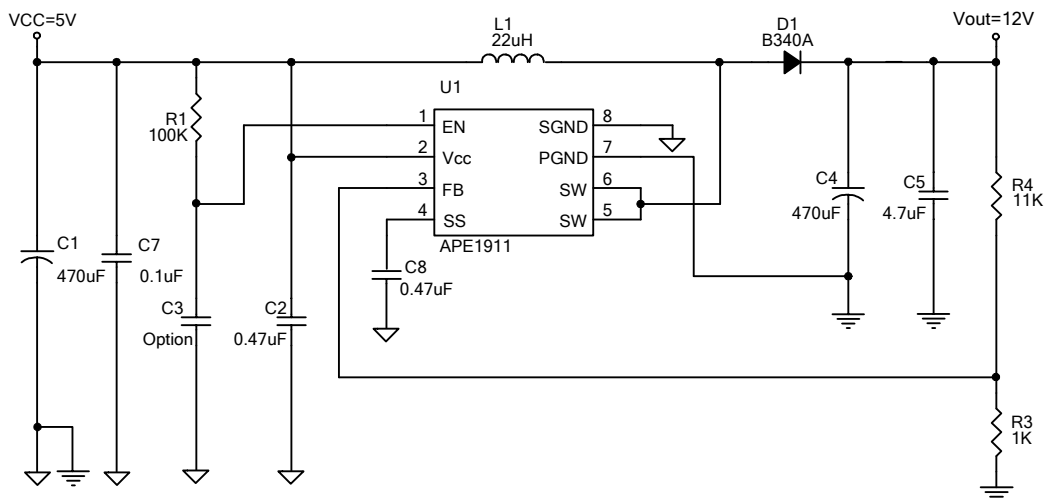 VCC=5V
L1
22uH
D1
B340A
Vout=12V
U1
R1
100K
1
EN
2
Vcc
3
FB
4
SS
SGND
8
PGND
7
SW
6
SW
5
APE1911
C4
470uF
C5
4.7uF
R4
11K
C1
470uF
C7
0.1uF
C8
0.47uF
C3
Option
C2
0.47uF
R3
1K